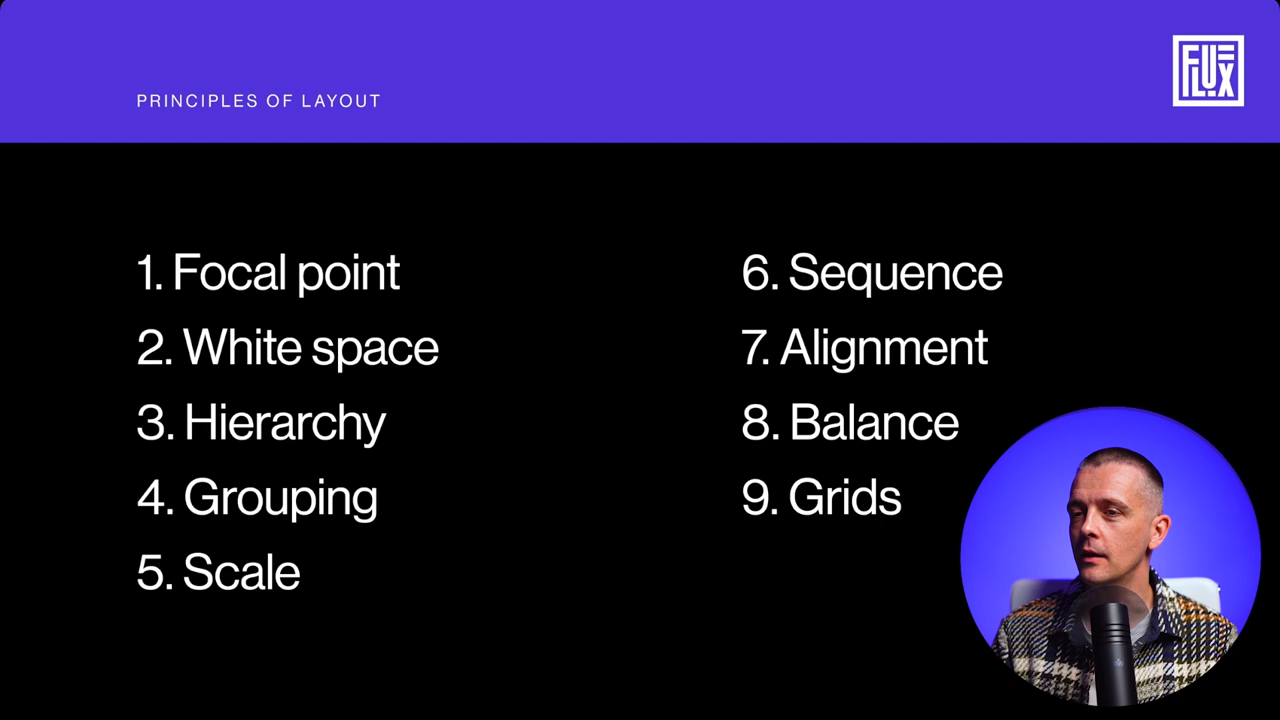 PRINCIPLES OF LAYOUT
FLUX
1. Focal point
2. White space
3. Hierarchy
4. Grouping
5. Scale
6. Sequence
7. Alignment
8. Balance
9. Grids